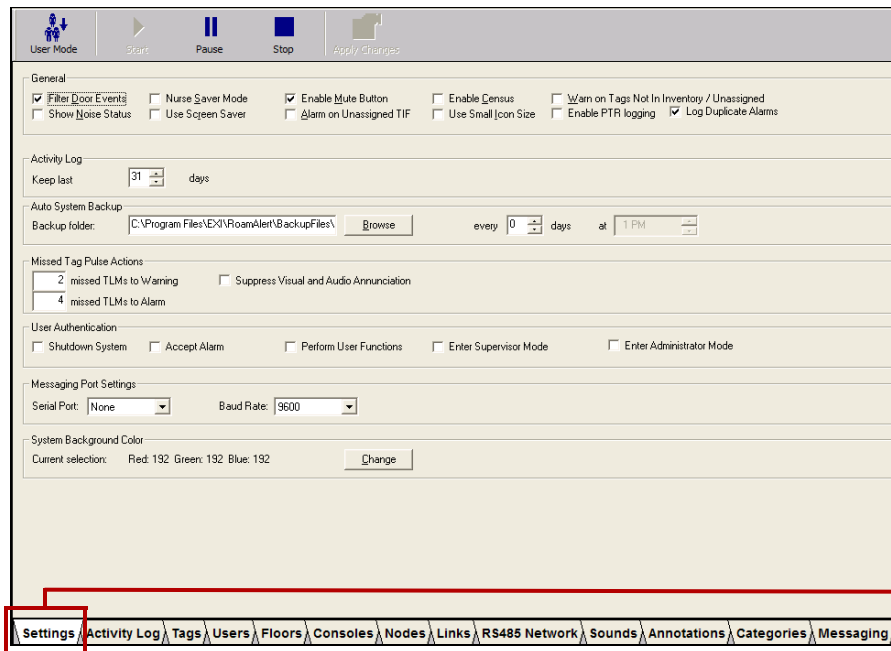 User Mode Start Pause Stop Apply Changes
General
Filter Door Events Nurse Saver Mode Enable Mute Button Enable Census Warn on Tags Not In Inventory / Unassigned
Show Noise Status Use Screen Saver Alarm on Unassigned TIF Use Small Icon Size Enable PTR logging Log Duplicate Alarms
Activity Log
Keep last 31 days
Auto System Backup
Backup folder: C:\Program Files\EXI\RoamAlert\BackupFiles\ Browse every 0 days at 1 PM
Missed Tag Pulse Actions
2 missed TLMs to Warning Suppress Visual and Audio Annunciation
4 missed TLMs to Alarm
User Authentication
Shutdown System Accept Alarm Perform User Functions Enter Supervisor Mode Enter Administrator Mode
Messaging Port Settings
Serial Port: None Baud Rate: 9600
System Background Color
Current selection: Red: 192 Green: 192 Blue: 192 Change
Settings Activity Log Tags Users Floors Consoles Nodes Links RS485 Network Sounds Annotations Categories Messaging